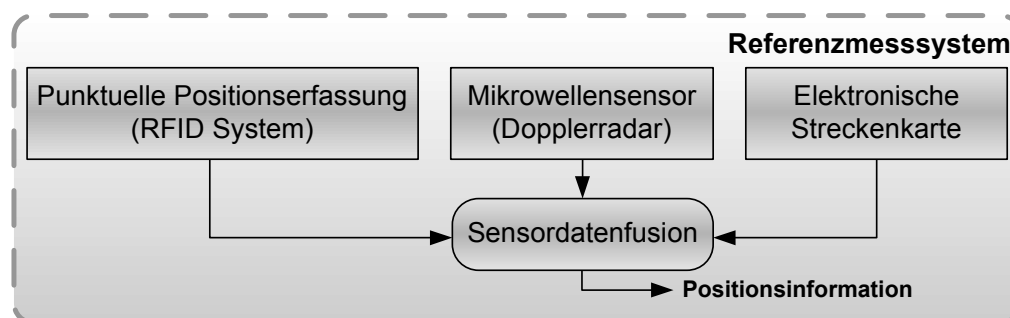 Referenzmesssystem
Punktuelle Positionserfassung
(RFID System)
Mikrowellensensor
(Dopplerradar)
Elektronische
Streckenkarte
Sensordatenfusion
Positionsinformation